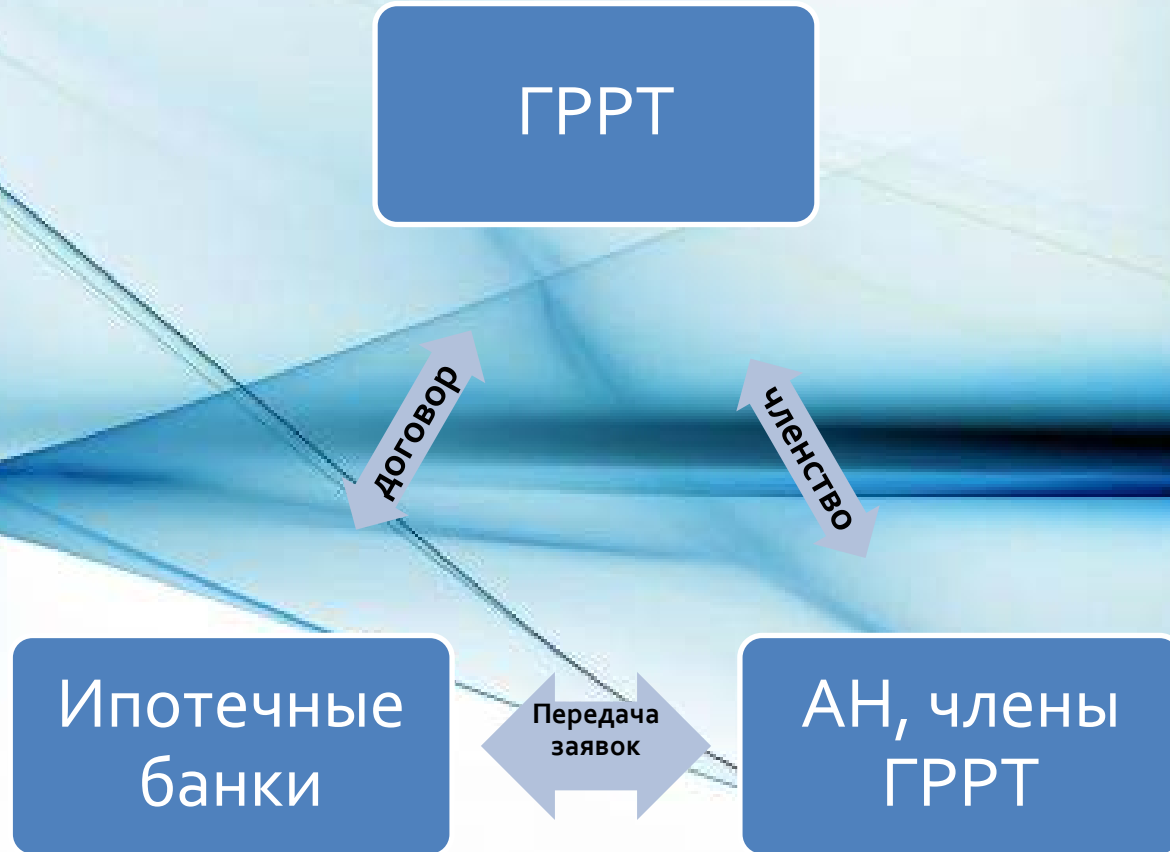 ГРРТ
договор
членство
Ипотечные
банки
Передача
заявок
АН, члены
ГРРТ